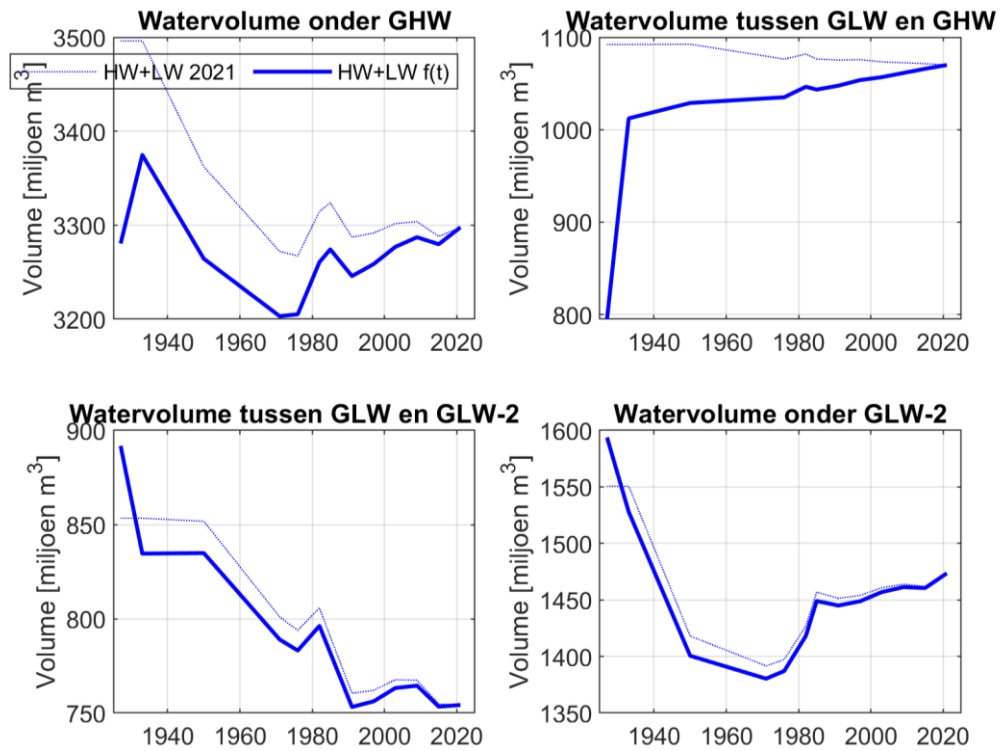 Watervolume onder GHW
Volume [miljoen m³]
3500
3400
3300
3200
1940 1960 1980 2000 2020
HW+LW 2021 HW+LW f(t)
Watervolume tussen GLW en GHW
Volume [miljoen m³]
1100
1000
900
800
1940 1960 1980 2000 2020
Watervolume tussen GLW en GLW-2
Volume [miljoen m³]
900
850
800
750
1940 1960 1980 2000 2020
Watervolume onder GLW-2
Volume [miljoen m³]
1600
1550
1500
1450
1400
1350
1940 1960 1980 2000 2020